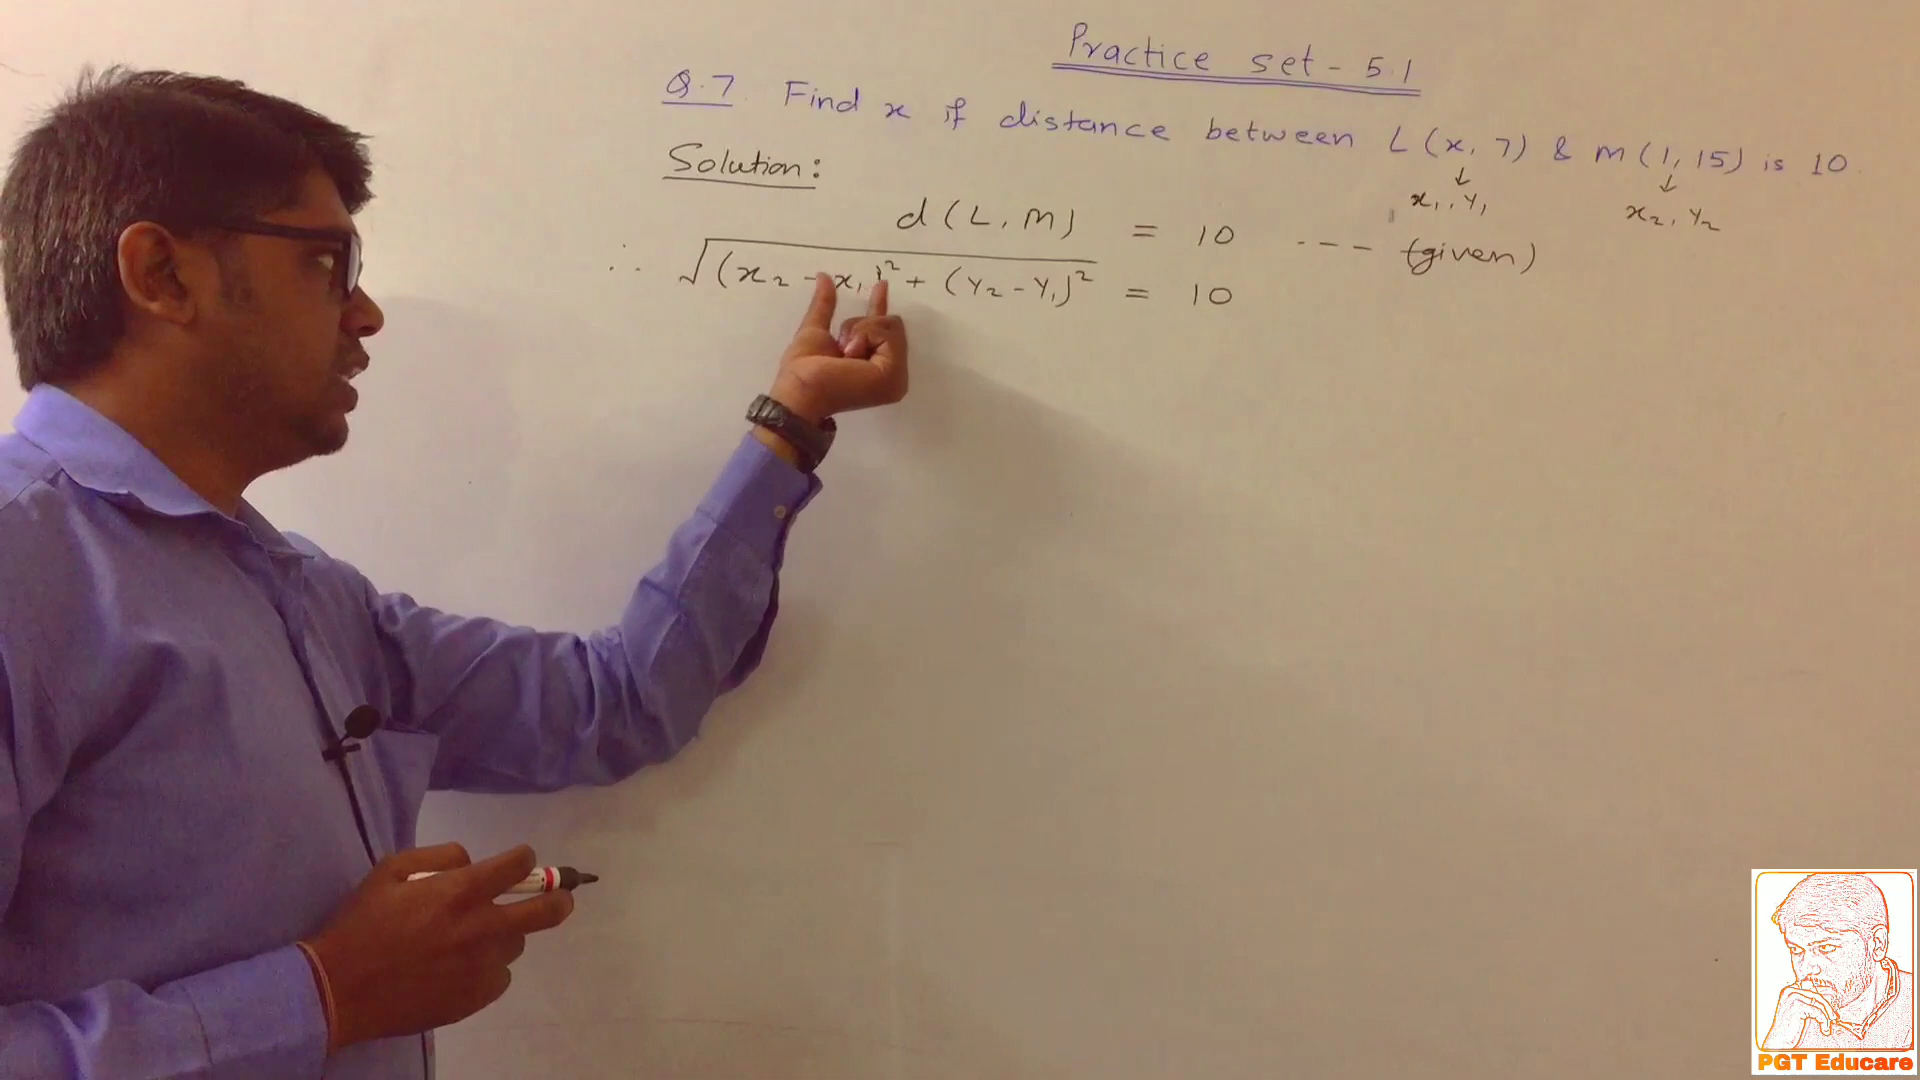 Practice set - 5.1
Q.7. Find x if distance between L (x, 7) & M (1, 15) is 10.
x₁, y₁ x₂, y₂
Solution:
d (L, M) = 10 --- (given)
∴ √(x₂ - x₁)² + (y₂ - y₁)² = 10
PGT Educare